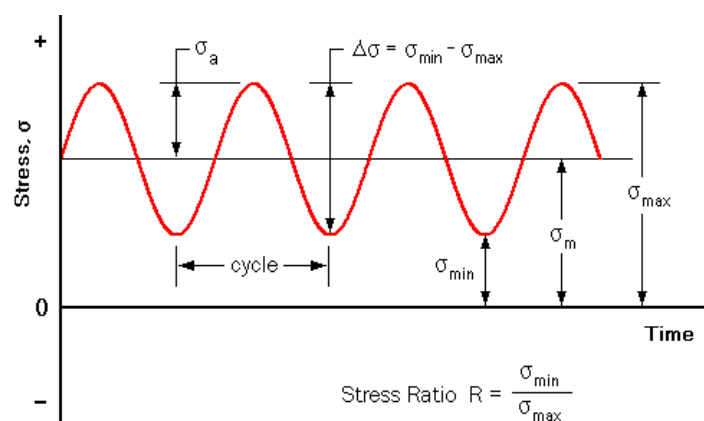 +
σa
Δσ = σmin - σmax
Stress, σ
σmax
σm
cycle
σmin
0
Time
Stress Ratio R = σmin / σmax
–